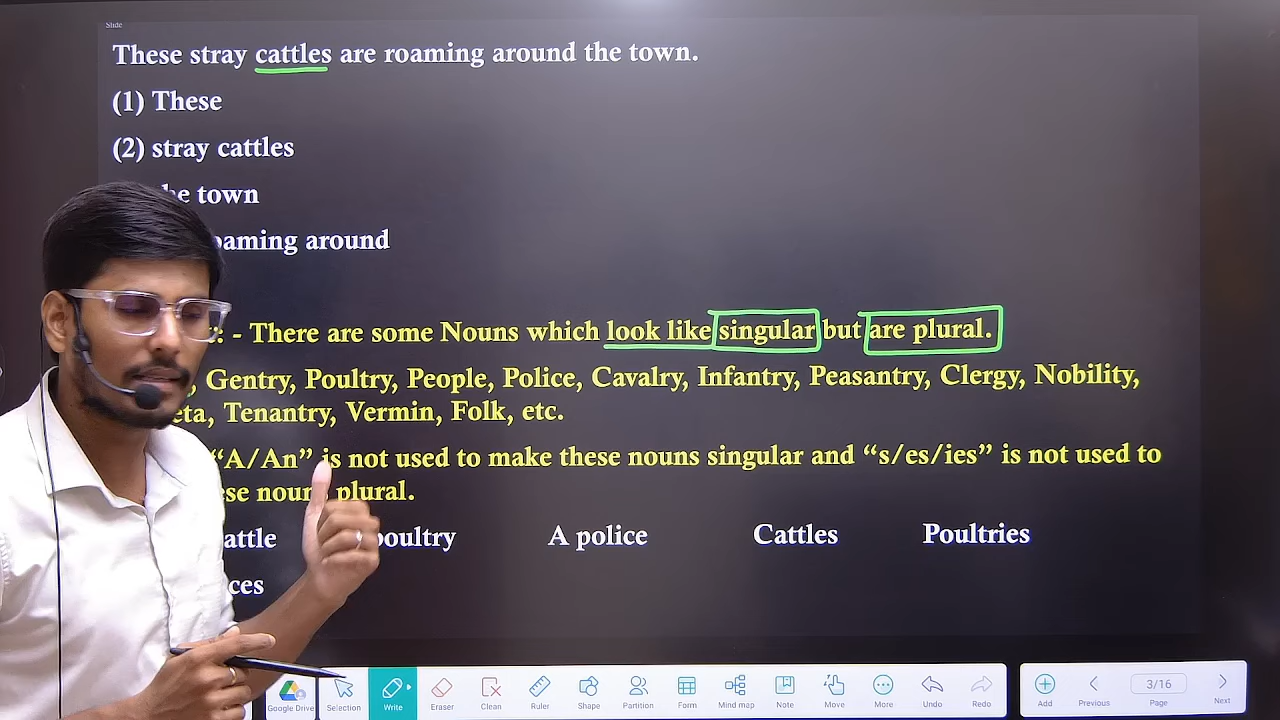 Slide
These stray cattles are roaming around the town.
(1) These
(2) stray cattles
he town
oaming around
: - There are some Nouns which look like singular but are plural.
, Gentry, Poultry, People, Police, Cavalry, Infantry, Peasantry, Clergy, Nobility,
eta, Tenantry, Vermin, Folk, etc.
“A/An” is not used to make these nouns singular and “s/es/ies” is not used to
ese nouns plural.
attle poultry A police Cattles Poultries
ces
Google Drive Selection Write Eraser Clean Ruler Shape Partition Form Mind map Note Move More Undo Redo Add Previous 3/16 Page Next